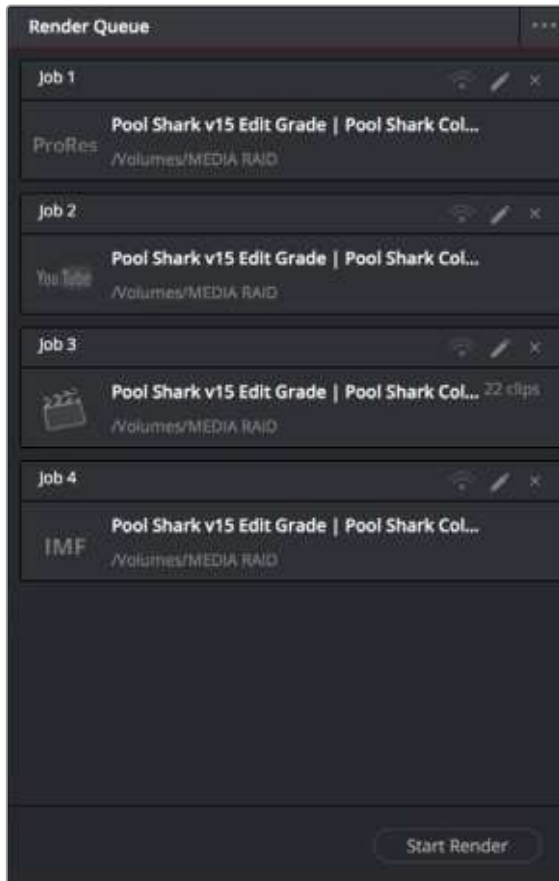 Render Queue
Job 1
ProRes
Pool Shark v15 Edit Grade | Pool Shark Col...
/Volumes/MEDIA RAID
Job 2
YouTube
Pool Shark v15 Edit Grade | Pool Shark Col...
/Volumes/MEDIA RAID
Job 3
Pool Shark v15 Edit Grade | Pool Shark Col... 22 clips
/Volumes/MEDIA RAID
Job 4
IMF
Pool Shark v15 Edit Grade | Pool Shark Col...
/Volumes/MEDIA RAID
Start Render